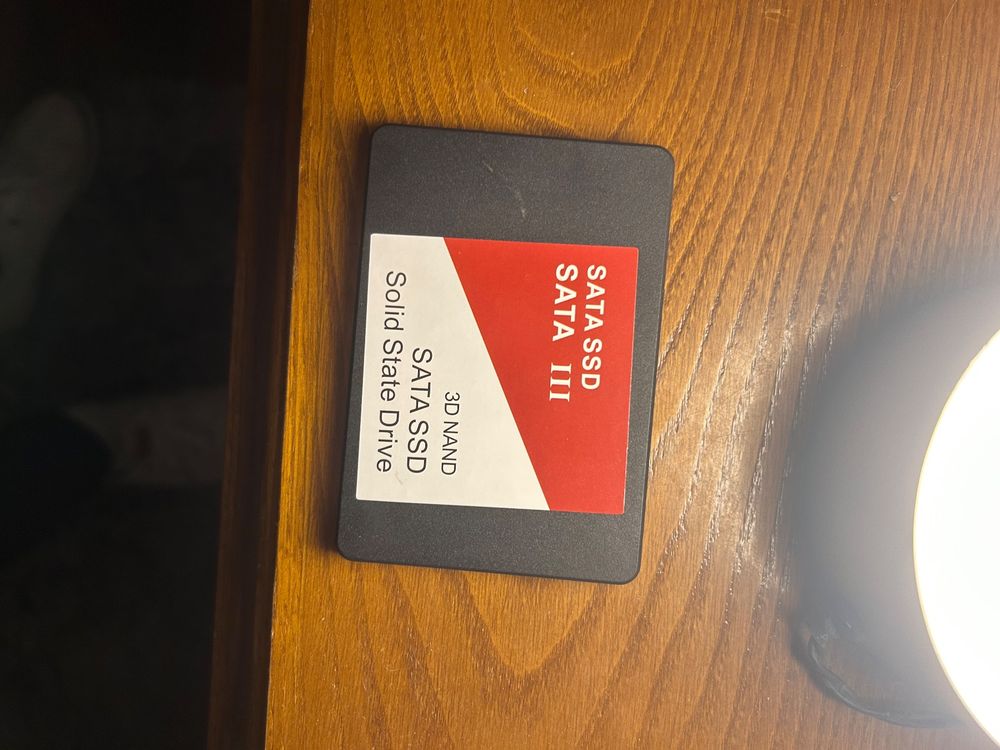 SATA SSD
SATA III
3D NAND
SATA SSD
Solid State Drive